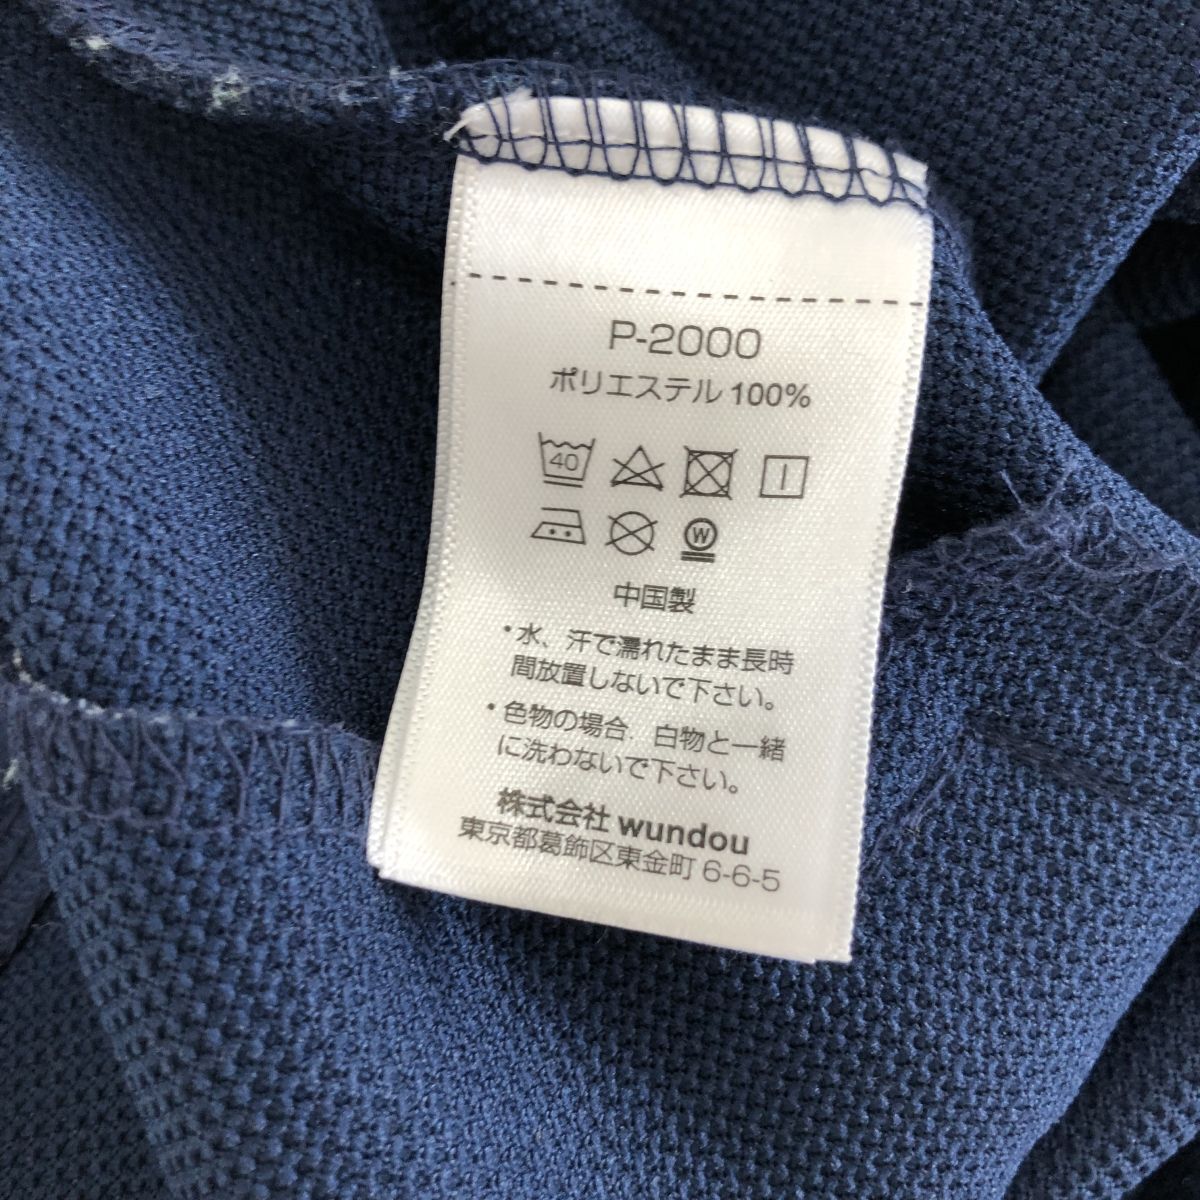 P-2000
ポリエステル 100%
40
W
中国製
・水、汗で濡れたまま長時
間放置しないで下さい。
・色物の場合、白物と一緒
に洗わないで下さい。
株式会社 wundou
東京都葛飾区東金町 6-6-5